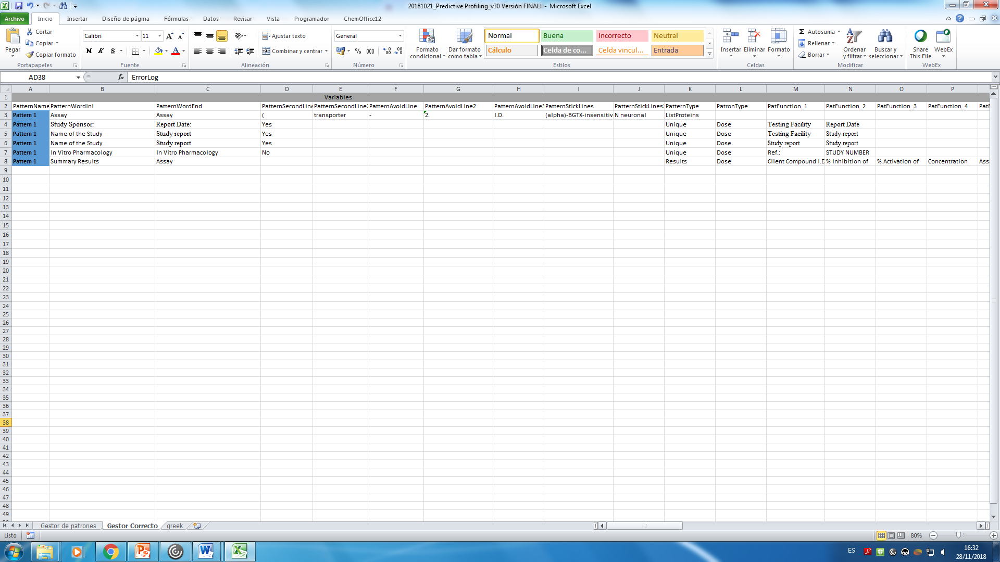 20181021_Predictive Profiling_v30 Versión FINAL! - Microsoft Excel
Archivo Inicio Insertar Diseño de página Fórmulas Datos Revisar Vista Programador ChemOffice12
Pegar Cortar Copiar Copiar formato Portapapeles
Calibri 11 N K S Fuente
Ajustar texto Combinar y centrar Alineación
General % 000 Número
Formato condicional Dar formato como tabla
Normal Buena Incorrecto Neutral
Cálculo Celda de co... Celda vincul... Entrada
Estilos
Insertar Eliminar Formato Celdas
Autosuma Rellenar Borrar Ordenar y filtrar Buscar y seleccionar Modificar
Share This File WebEx WebEx
AD38 fx ErrorLog
A B C D E F G H I J K L M N O P
1 Variables
2 PatternName PatternWordIni PatternWordEnd PatternSecondLine PatternSecondLine PatternAvoidLine PatternAvoidLine2 PatternAvoidLine3 PatternStickLines PatternStickLines PatternType PatronType PatFunction_1 PatFunction_2 PatFunction_3 PatFunction_4 PatF
3 Pattern 1 Assay Assay ( transporter - 2. I.D. (alpha)-BGTX-insensitiv N neuronal ListProteins
4 Pattern 1 Study Sponsor: Report Date: Yes Unique Dose Testing Facility Report Date
5 Pattern 1 Name of the Study Study report Yes Unique Dose Testing Facility Study report
6 Pattern 1 Name of the Study Study report Yes Unique Dose Study report Study report
7 Pattern 1 In Vitro Pharmacology In Vitro Pharmacology No Unique Dose Ref.: STUDY NUMBER
8 Pattern 1 Summary Results Assay Results Dose Client Compound I.D % Inhibition of % Activation of Concentration Ass
9
10
11
12
13
14
15
16
17
18
19
20
21
22
23
24
25
26
27
28
29
30
31
32
33
34
35
36
37
38
39
40
41
42
43
44
45
46
47
48
49
Gestor de patrones Gestor Correcto greek
Listo 80%
ES 16:32
28/11/2018